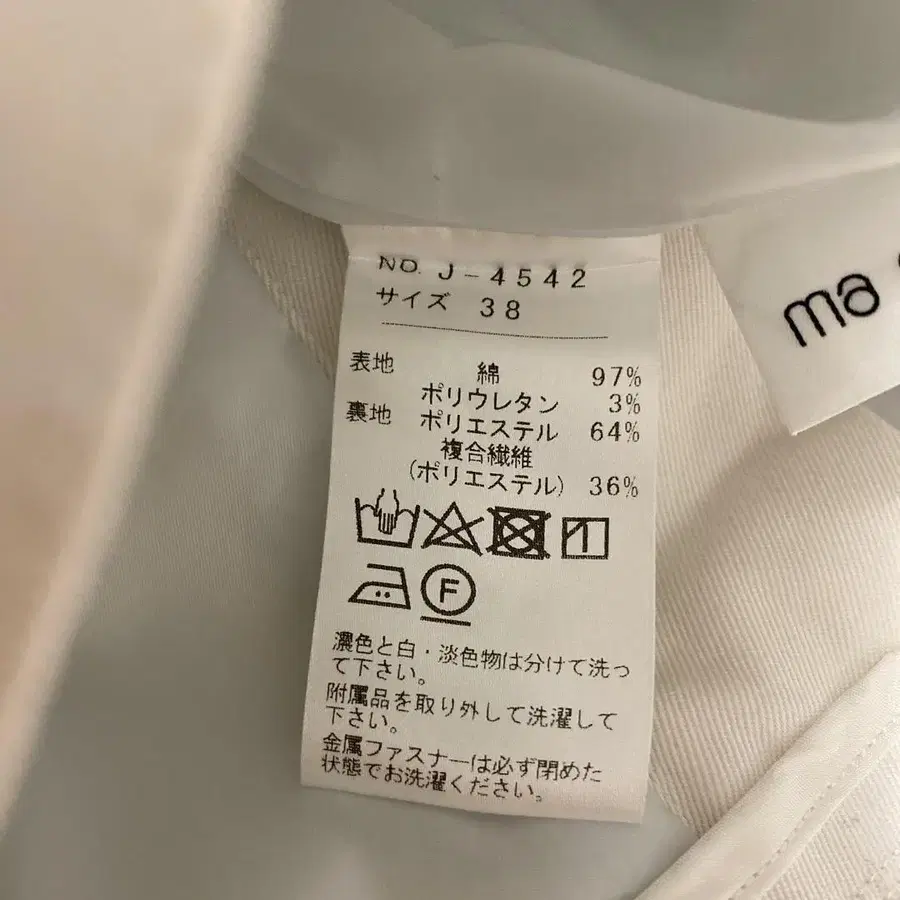 NO. J-4542
サイズ 38
表地 綿 97%
ポリウレタン 3%
裏地 ポリエステル 64%
複合繊維
(ポリエステル) 36%
F
濃色と白・淡色物は分けて洗っ
て下さい。
附属品を取り外して洗濯して
下さい。
金属ファスナーは必ず閉めた
状態でお洗濯ください。
ma